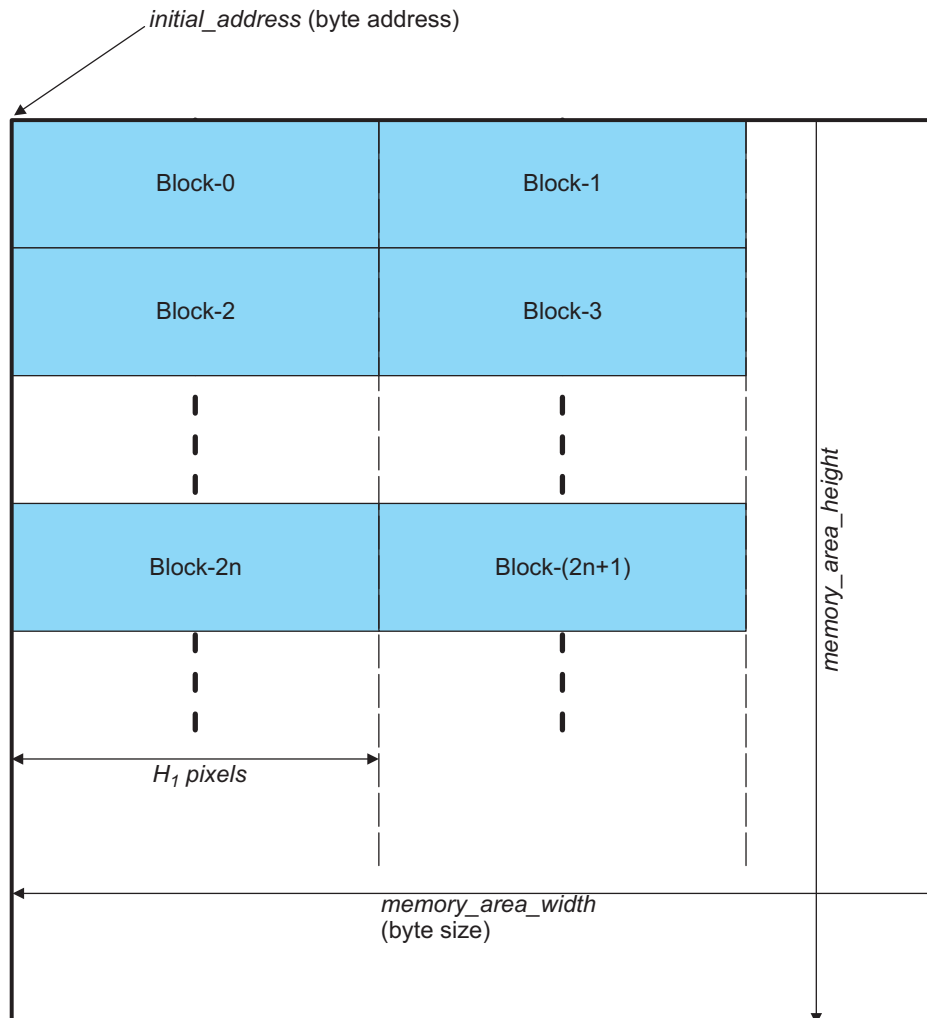 initial_address (byte address)
Block-0
Block-1
Block-2
Block-3
memory_area_height
Block-2n
Block-(2n+1)
H₁ pixels
memory_area_width
(byte size)